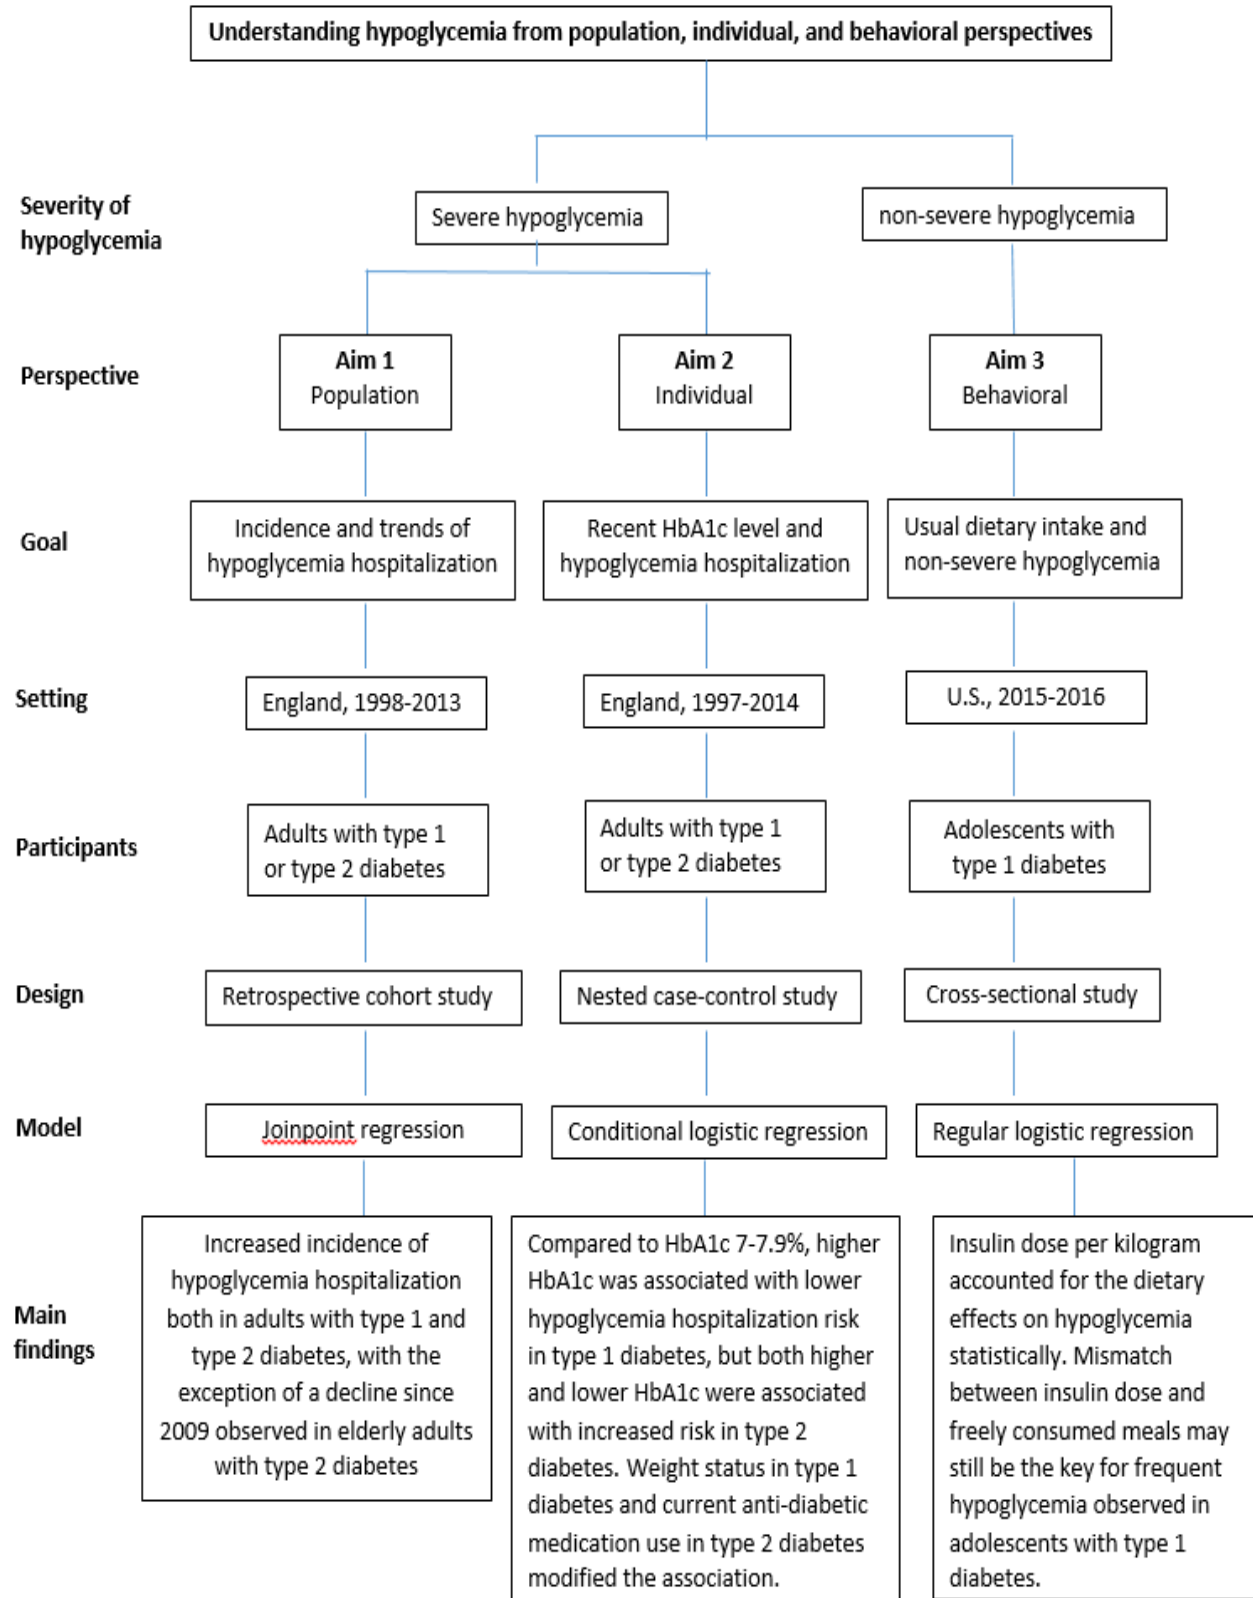 Understanding hypoglycemia from population, individual, and behavioral perspectives
Severity of
hypoglycemia
Severe hypoglycemia
non-severe hypoglycemia
Perspective
Aim 1
Population
Aim 2
Individual
Aim 3
Behavioral
Goal
Incidence and trends of
hypoglycemia hospitalization
Recent HbA1c level and
hypoglycemia hospitalization
Usual dietary intake and
non-severe hypoglycemia
Setting
England, 1998-2013
England, 1997-2014
U.S., 2015-2016
Participants
Adults with type 1
or type 2 diabetes
Adults with type 1
or type 2 diabetes
Adolescents with
type 1 diabetes
Design
Retrospective cohort study
Nested case-control study
Cross-sectional study
Model
Joinpoint regression
Conditional logistic regression
Regular logistic regression
Main
findings
Increased incidence of
hypoglycemia hospitalization
both in adults with type 1 and
type 2 diabetes, with the
exception of a decline since
2009 observed in elderly adults
with type 2 diabetes
Compared to HbA1c 7-7.9%, higher
HbA1c was associated with lower
hypoglycemia hospitalization risk
in type 1 diabetes, but both higher
and lower HbA1c were associated
with increased risk in type 2
diabetes. Weight status in type 1
diabetes and current anti-diabetic
medication use in type 2 diabetes
modified the association.
Insulin dose per kilogram
accounted for the dietary
effects on hypoglycemia
statistically. Mismatch
between insulin dose and
freely consumed meals may
still be the key for frequent
hypoglycemia observed in
adolescents with type 1
diabetes.